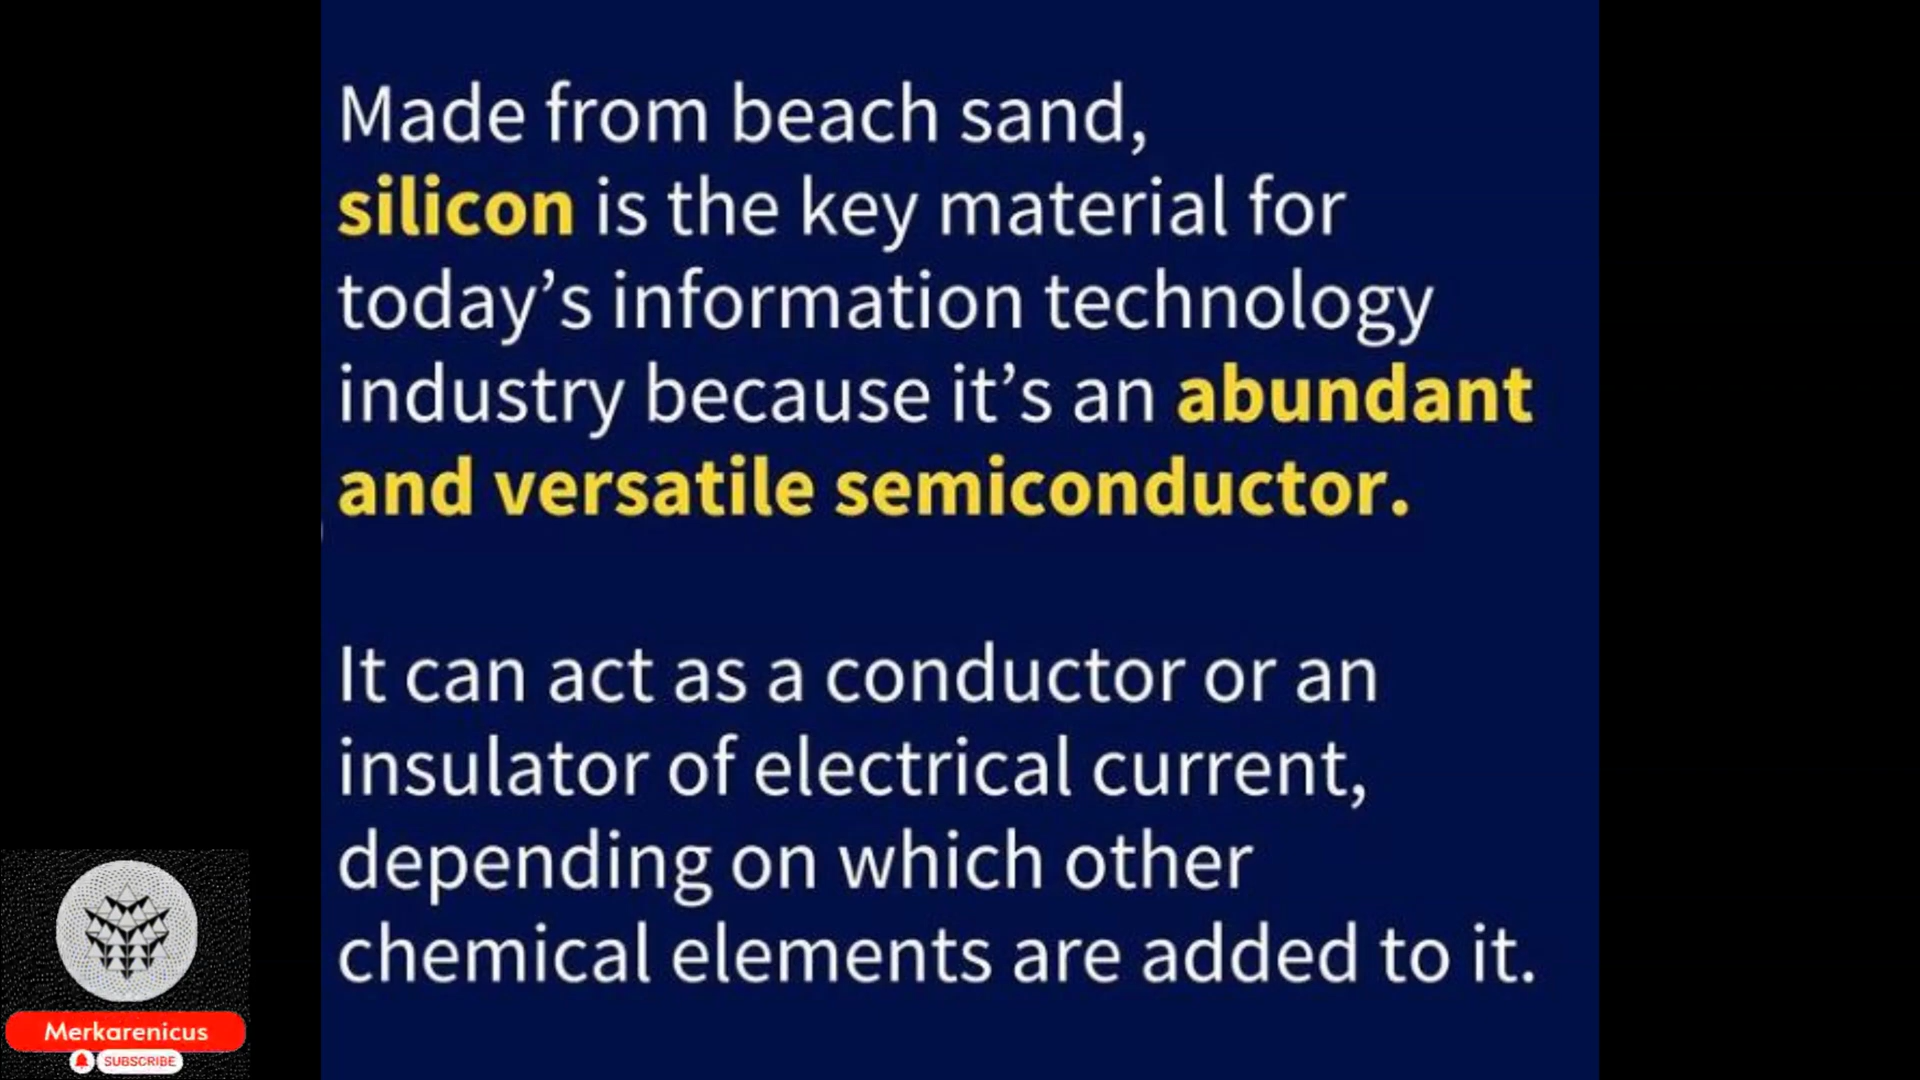 Made from beach sand,
silicon is the key material for
today’s information technology
industry because it’s an abundant
and versatile semiconductor.
It can act as a conductor or an
insulator of electrical current,
depending on which other
chemical elements are added to it.
Merkarenicus
SUBSCRIBE